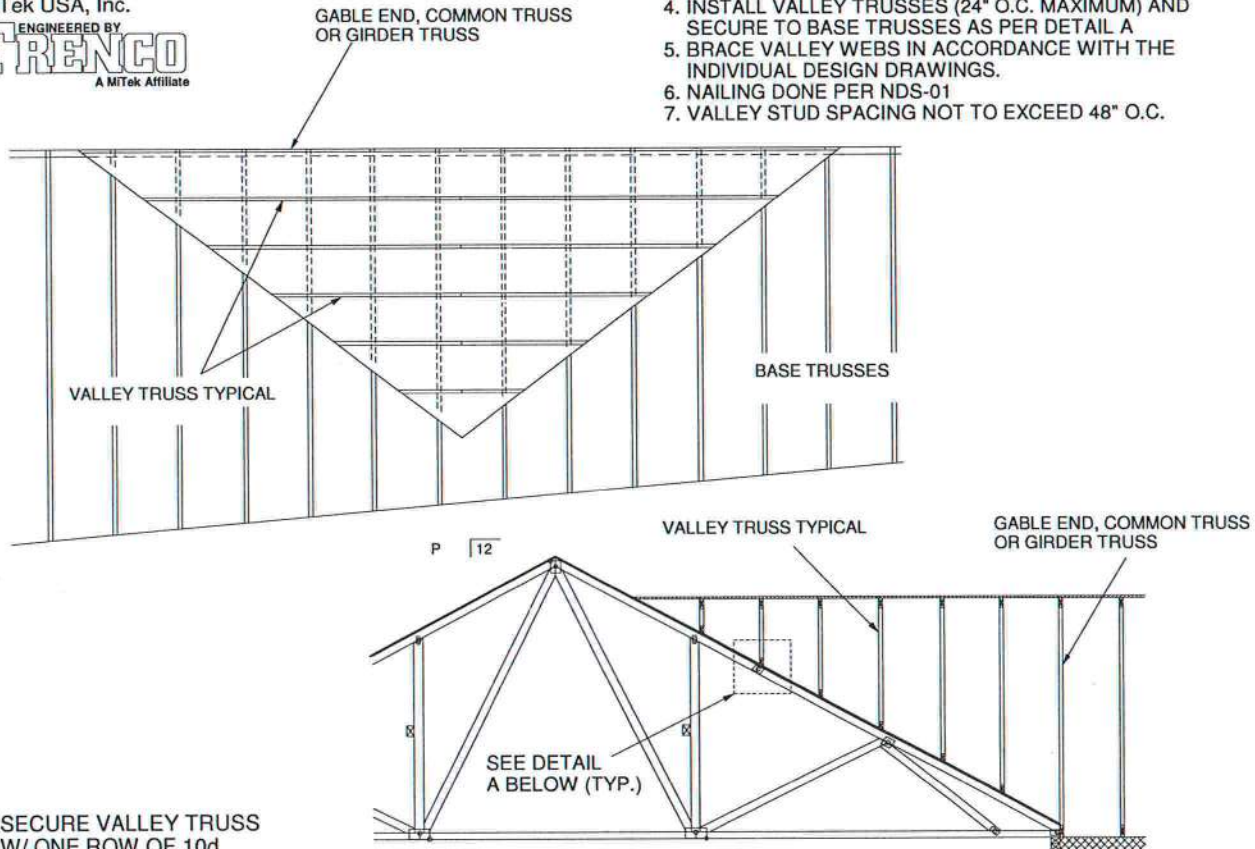 Tek USA, Inc.
ENGINEERED BY
TRENCO
A MiTek Affiliate
GABLE END, COMMON TRUSS
OR GIRDER TRUSS
4. INSTALL VALLEY TRUSSES (24" O.C. MAXIMUM) AND
SECURE TO BASE TRUSSES AS PER DETAIL A
5. BRACE VALLEY WEBS IN ACCORDANCE WITH THE
INDIVIDUAL DESIGN DRAWINGS.
6. NAILING DONE PER NDS-01
7. VALLEY STUD SPACING NOT TO EXCEED 48" O.C.
VALLEY TRUSS TYPICAL
BASE TRUSSES
P 12
VALLEY TRUSS TYPICAL
GABLE END, COMMON TRUSS
OR GIRDER TRUSS
SEE DETAIL
A BELOW (TYP.)
SECURE VALLEY TRUSS
W/ ONE ROW OF 10d